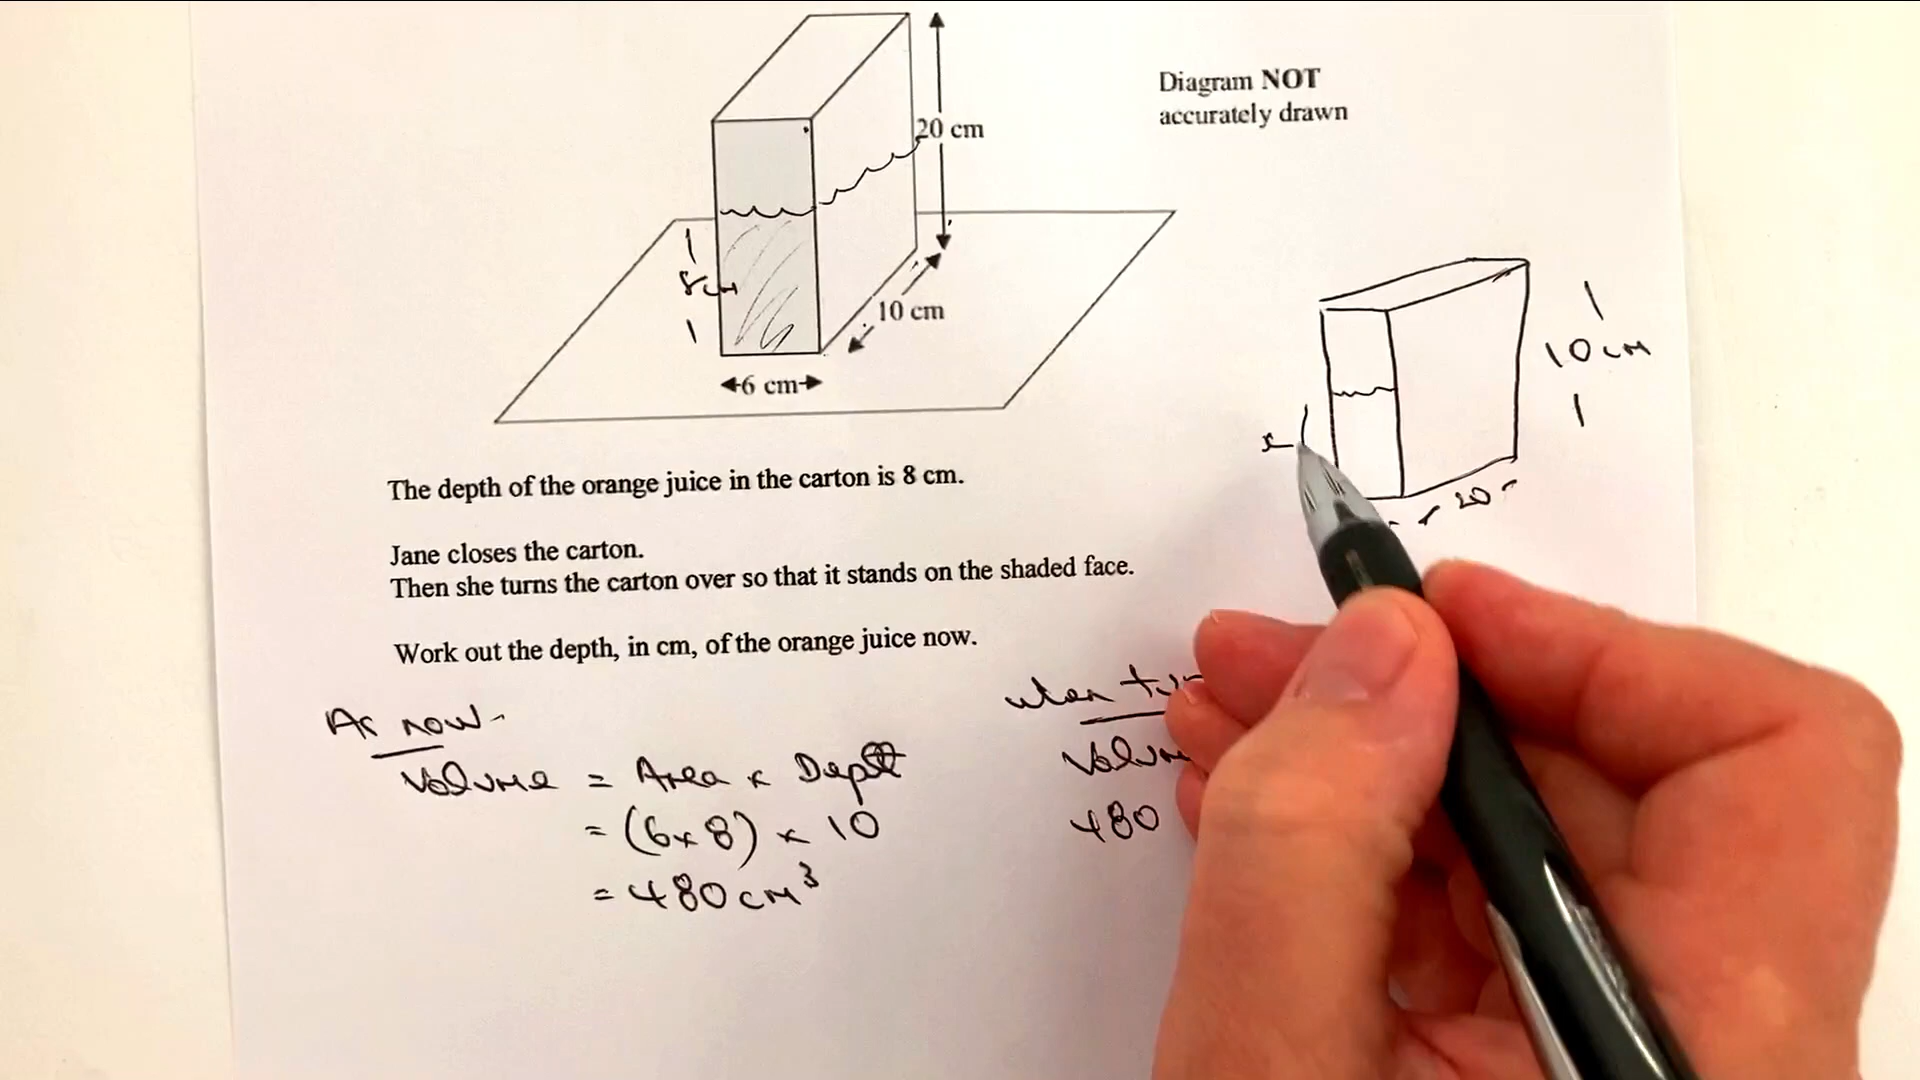 Diagram NOT
accurately drawn
20 cm
8cm
10 cm
6 cm
10cm
x
20
The depth of the orange juice in the carton is 8 cm.
Jane closes the carton.
Then she turns the carton over so that it stands on the shaded face.
Work out the depth, in cm, of the orange juice now.
As now
Volume = Area x Depth
= (6x8) x 10
= 480cm³
when
480